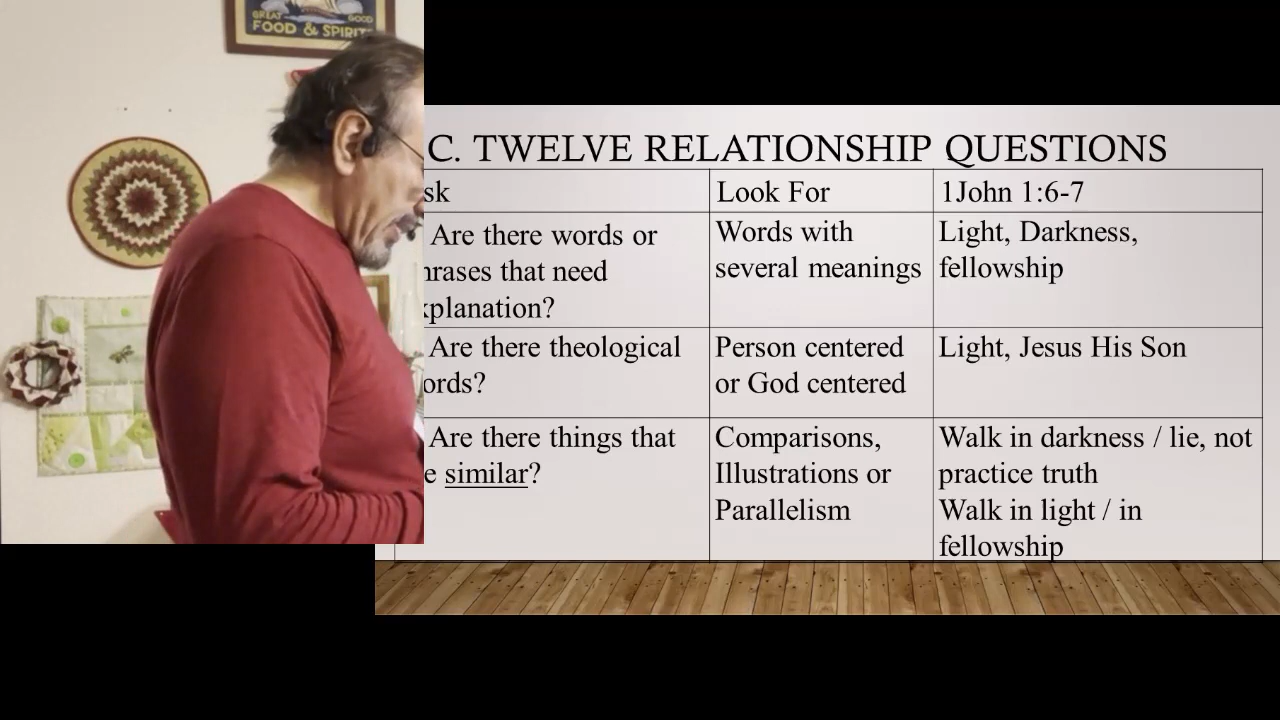 GREAT GOOD
FOOD & SPIRITS
C. TWELVE RELATIONSHIP QUESTIONS
sk
Look For
1John 1:6-7
Are there words or
hrases that need
xplanation?
Words with
several meanings
Light, Darkness,
fellowship
Are there theological
ords?
Person centered
or God centered
Light, Jesus His Son
Are there things that
e similar?
Comparisons,
Illustrations or
Parallelism
Walk in darkness / lie, not
practice truth
Walk in light / in
fellowship